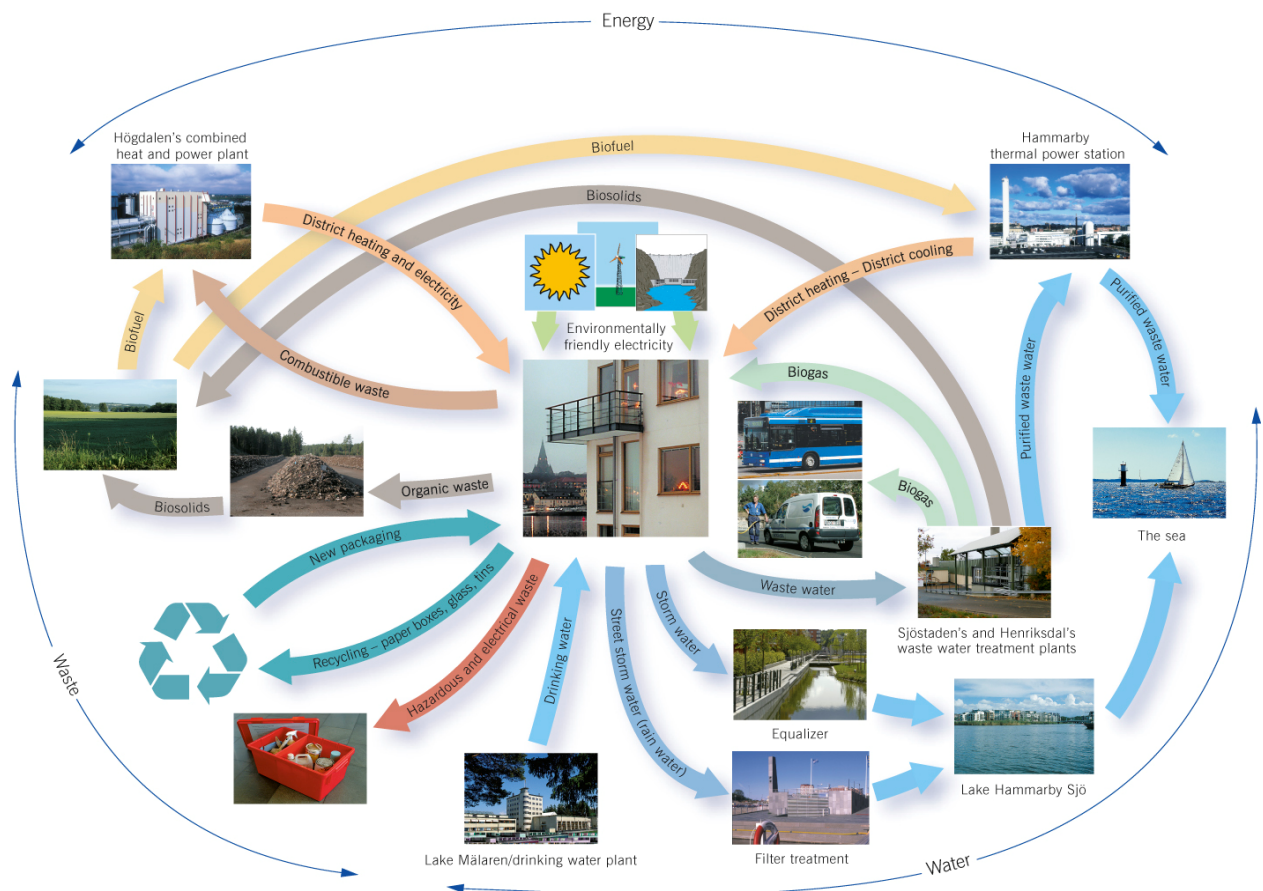 Energy
Högdalen's combined
heat and power plant
Hammarby
thermal power station
Biofuel
Biosolids
District heating and electricity
District heating – District cooling
Environmentally
friendly electricity
Biofuel
Combustible waste
Biogas
Purified waste water
Purified waste water
Organic waste
Biosolids
Biogas
The sea
New packaging
Waste water
Recycling – paper boxes, glass, tins
Hazardous and electrical waste
Drinking water
Street storm water (rain water)
Storm water
Sjöstaden's and Henriksdal's
waste water treatment plants
Waste
Equalizer
Lake Hammarby Sjö
Lake Mälaren/drinking water plant
Filter treatment
Water